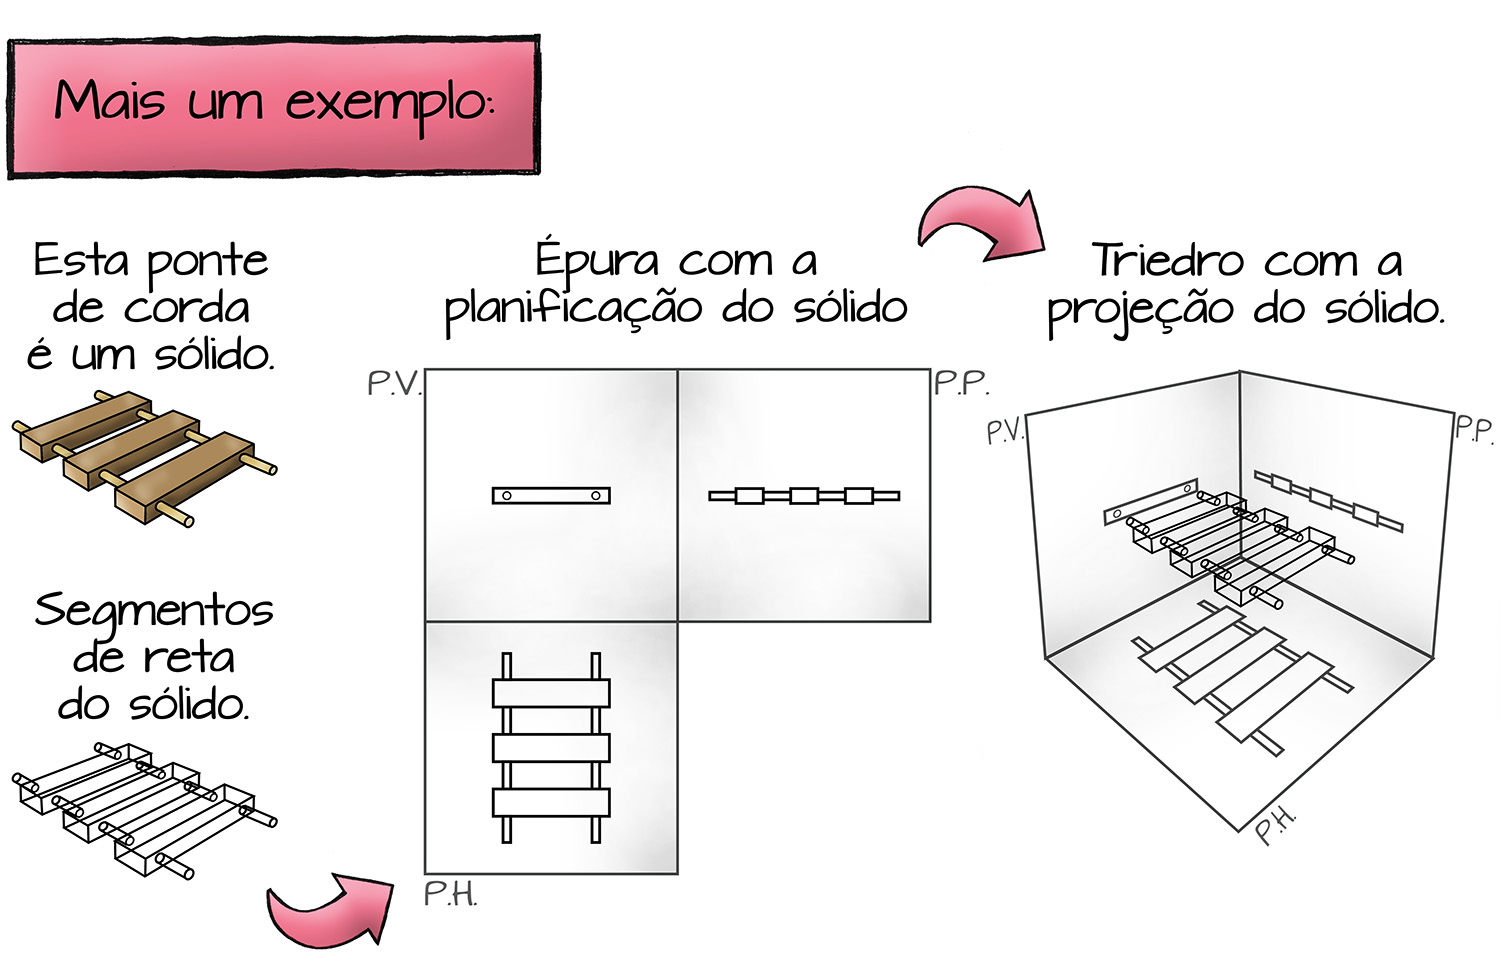 Mais um exemplo:
Esta ponte
de corda
é um sólido.
Segmentos
de reta
do sólido.
Épura com a
planificação do sólido
P.V.
P.P.
P.H.
Triedro com a
projeção do sólido.
P.V.
P.P.
P.H.